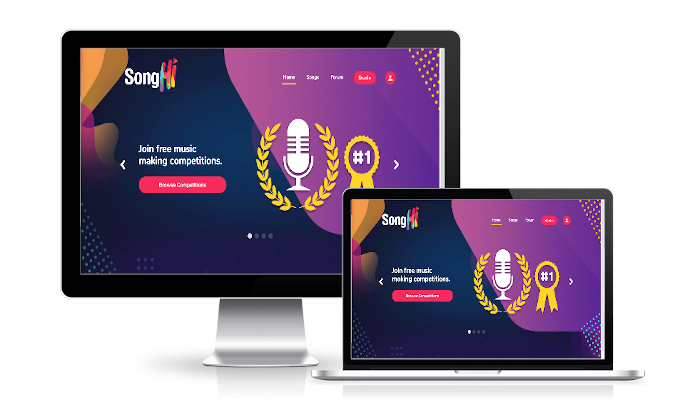 SongHi
Home Songs Forum Studio
Join free music
making competitions.
Browse Competitions
#1
SongHi
Home Songs Forum Studio
Join free music
making competitions.
Browse Competitions
#1